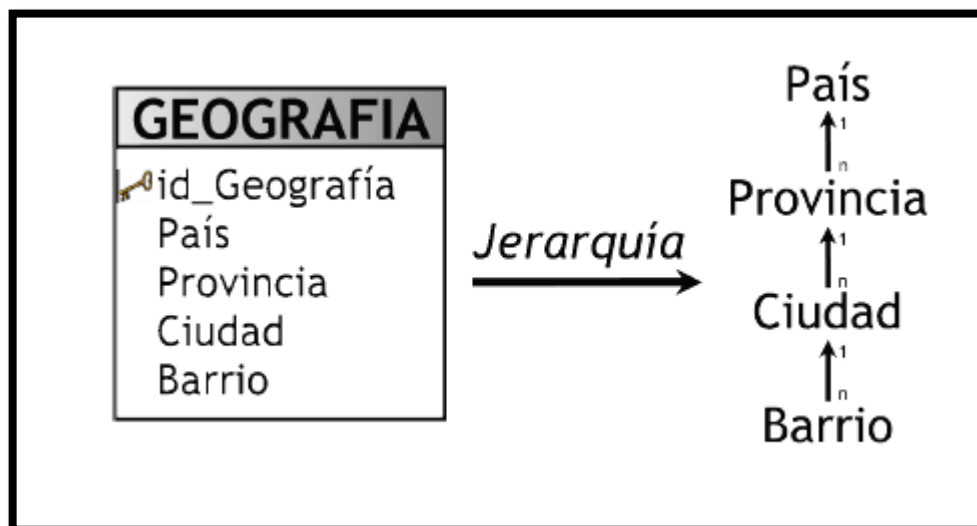 GEOGRAFIA
id_Geografía
País
Provincia
Ciudad
Barrio
Jerarquía
País
1
n
Provincia
1
n
Ciudad
1
n
Barrio